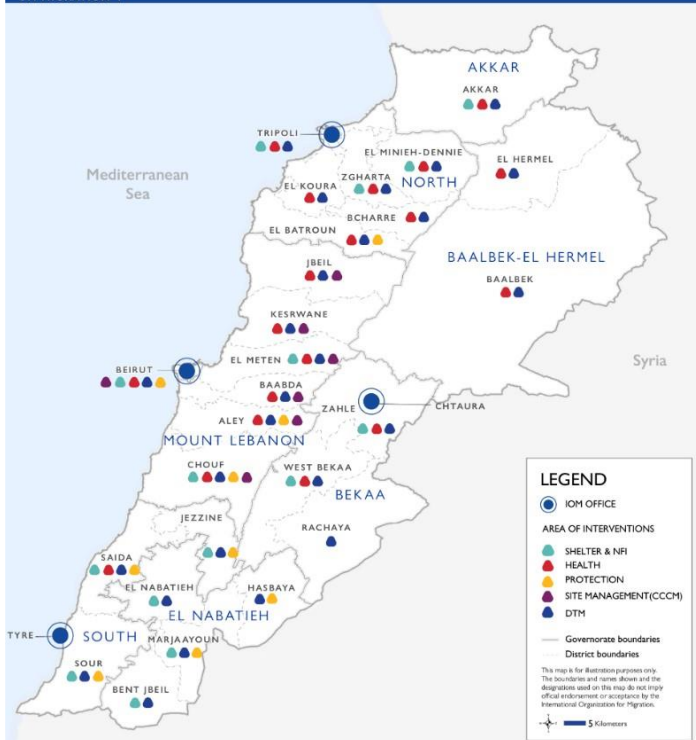 AKKAR
AKKAR
TRIPOLI
EL MINIEH-DENNIE
EL HERMEL
Mediterranean
Sea
ZGHARTA
NORTH
EL KOURA
BCHARRE
EL BATROUN
BAALBEK-EL HERMEL
JBEIL
BAALBEK
KESRWANE
EL METEN
Syria
BEIRUT
BAABDA
ZAHLE
CHTAURA
ALEY
MOUNT LEBANON
CHOUF
WEST BEKAA
BEKAA
JEZZINE
RACHAYA
SAIDA
EL NABATIEH
HASBAYA
EL NABATIEH
TYRE
SOUTH
MARJAAYOUN
SOUR
BENT JBEIL
LEGEND
IOM OFFICE
AREA OF INTERVENTIONS
SHELTER & NFI
HEALTH
PROTECTION
SITE MANAGEMENT(CCCM)
DTM
Governorate boundaries
District boundaries
This map is for illustration purposes only.
The boundaries and names shown and the
designations used on this map do not imply
official endorsement or acceptance by the
International Organization for Migration.
5 Kilometers